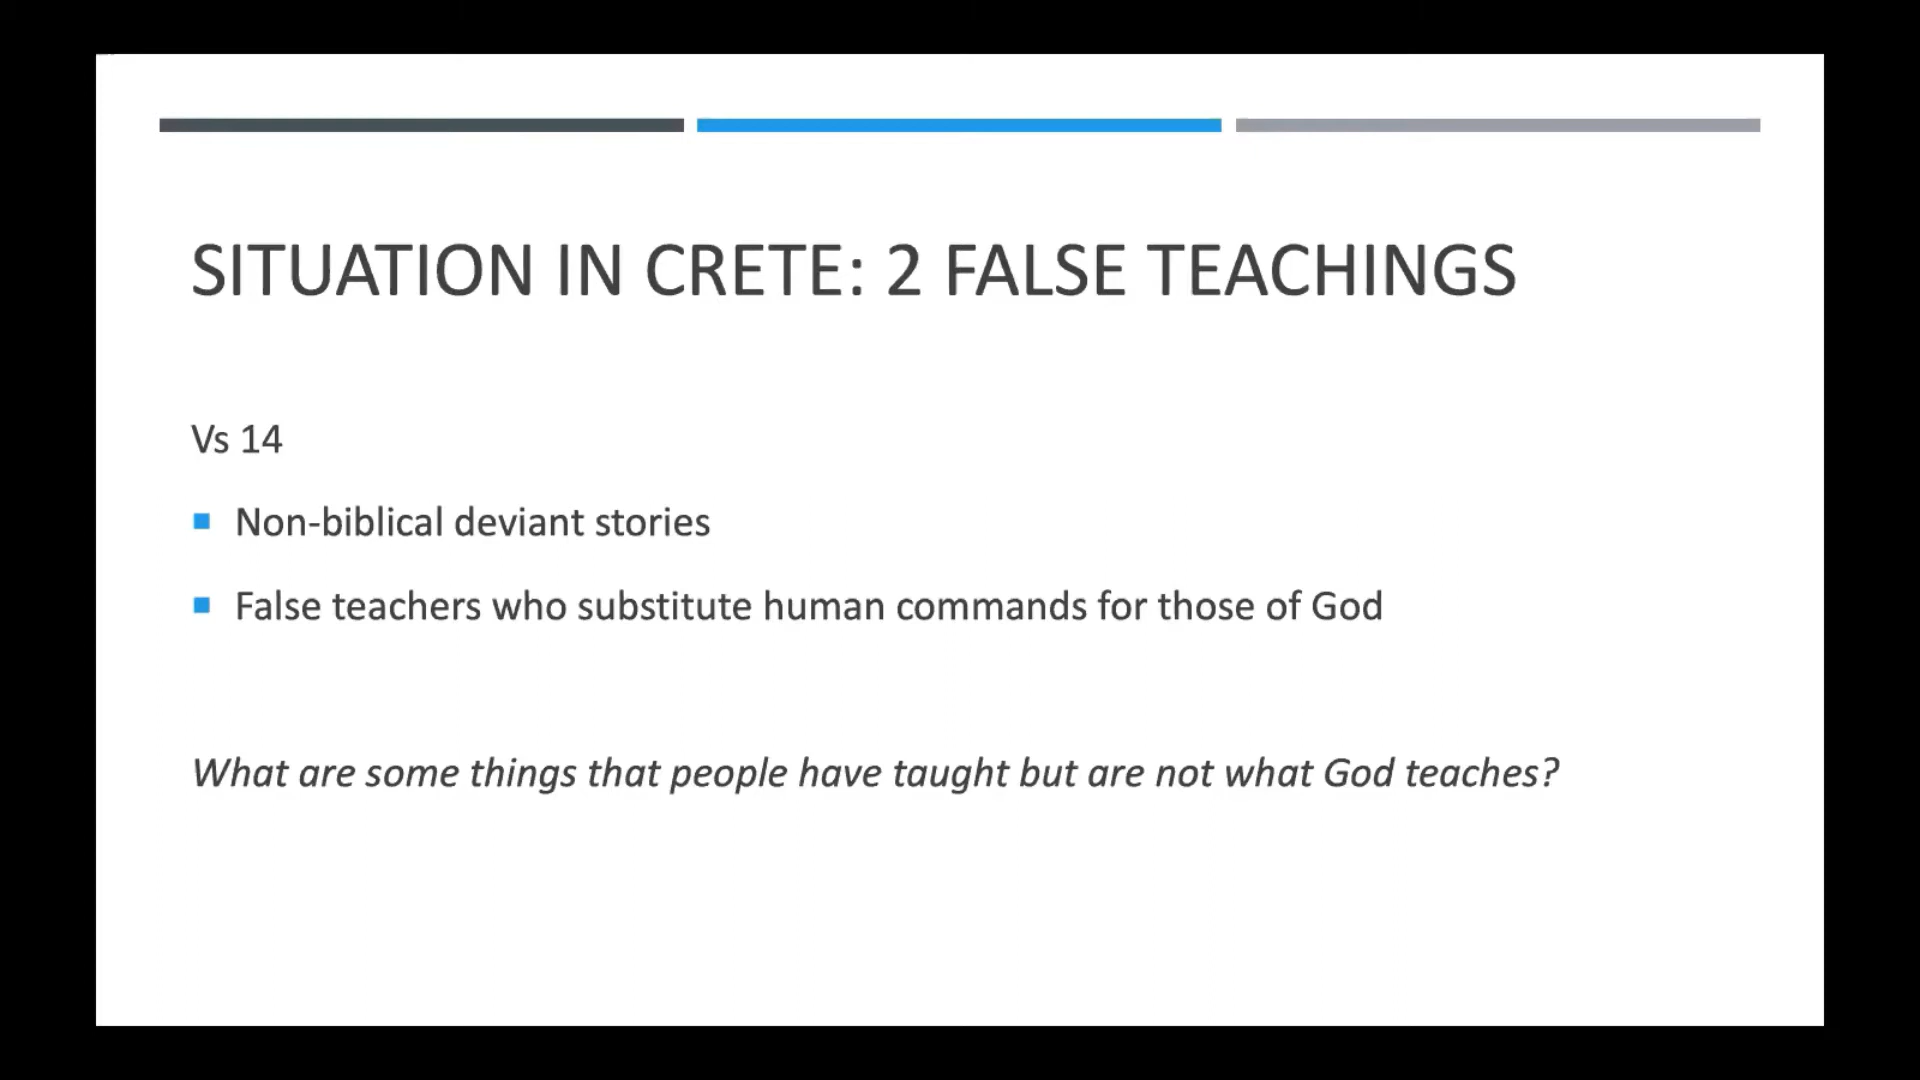 SITUATION IN CRETE: 2 FALSE TEACHINGS
Vs 14
Non-biblical deviant stories
False teachers who substitute human commands for those of God
What are some things that people have taught but are not what God teaches?